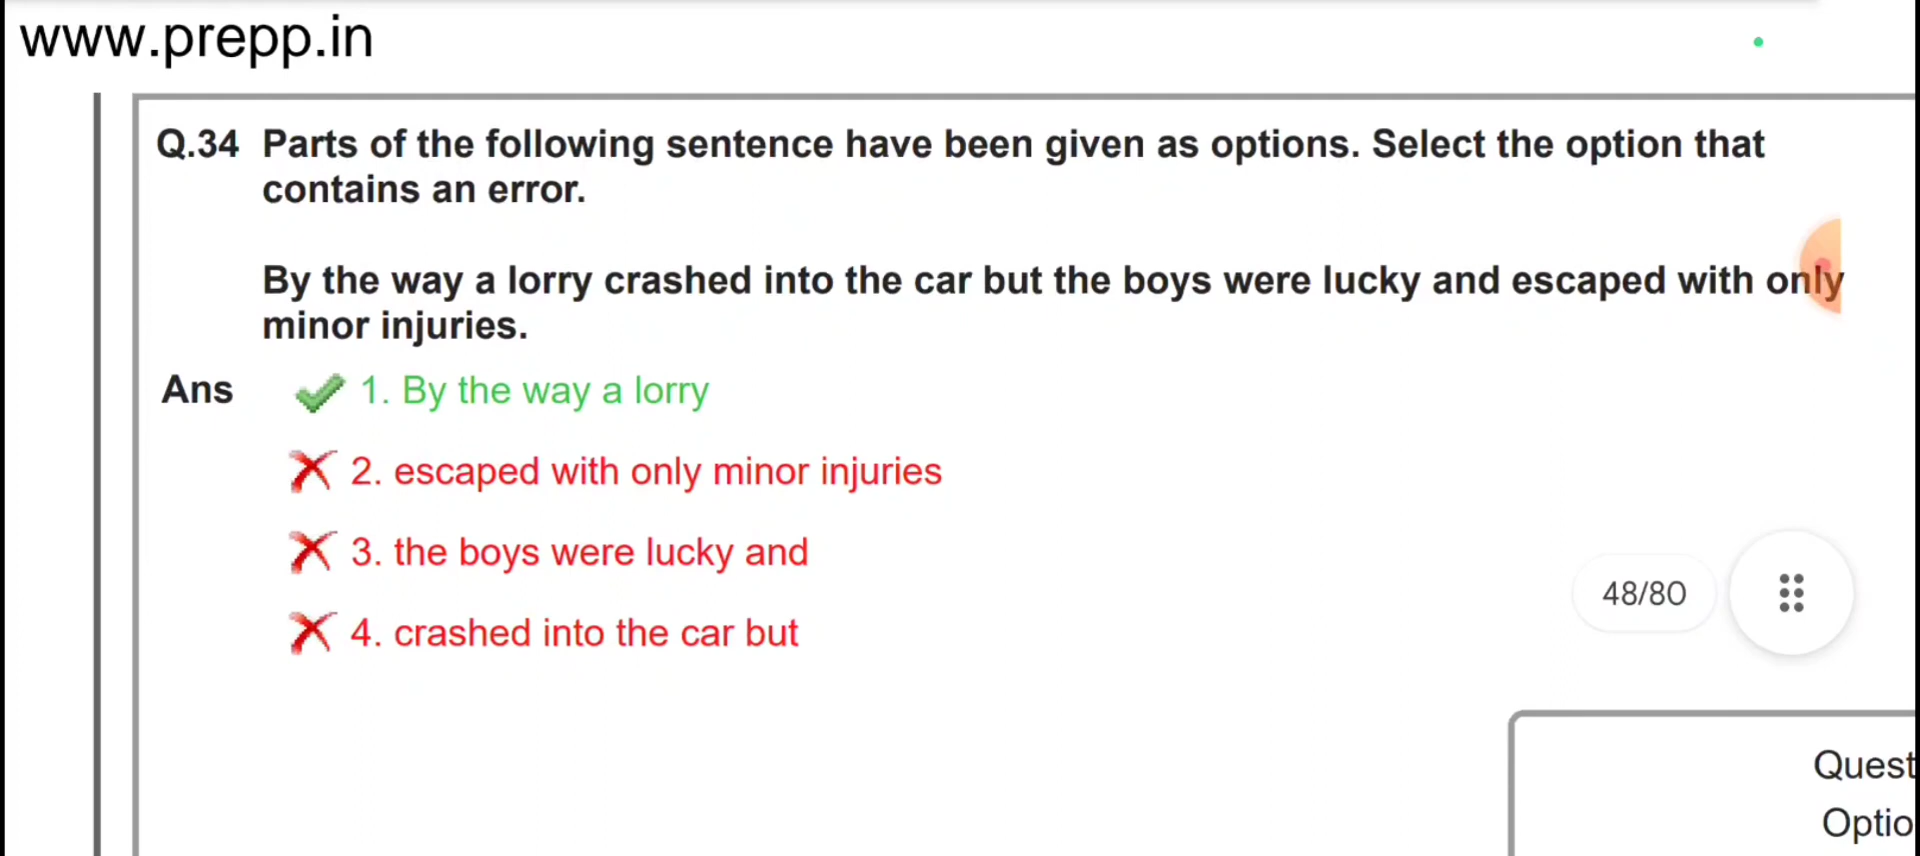 www.prepp.in
Q.34 Parts of the following sentence have been given as options. Select the option that
contains an error.
By the way a lorry crashed into the car but the boys were lucky and escaped with only
minor injuries.
Ans 1. By the way a lorry
2. escaped with only minor injuries
3. the boys were lucky and
4. crashed into the car but
48/80
Quest
Optio